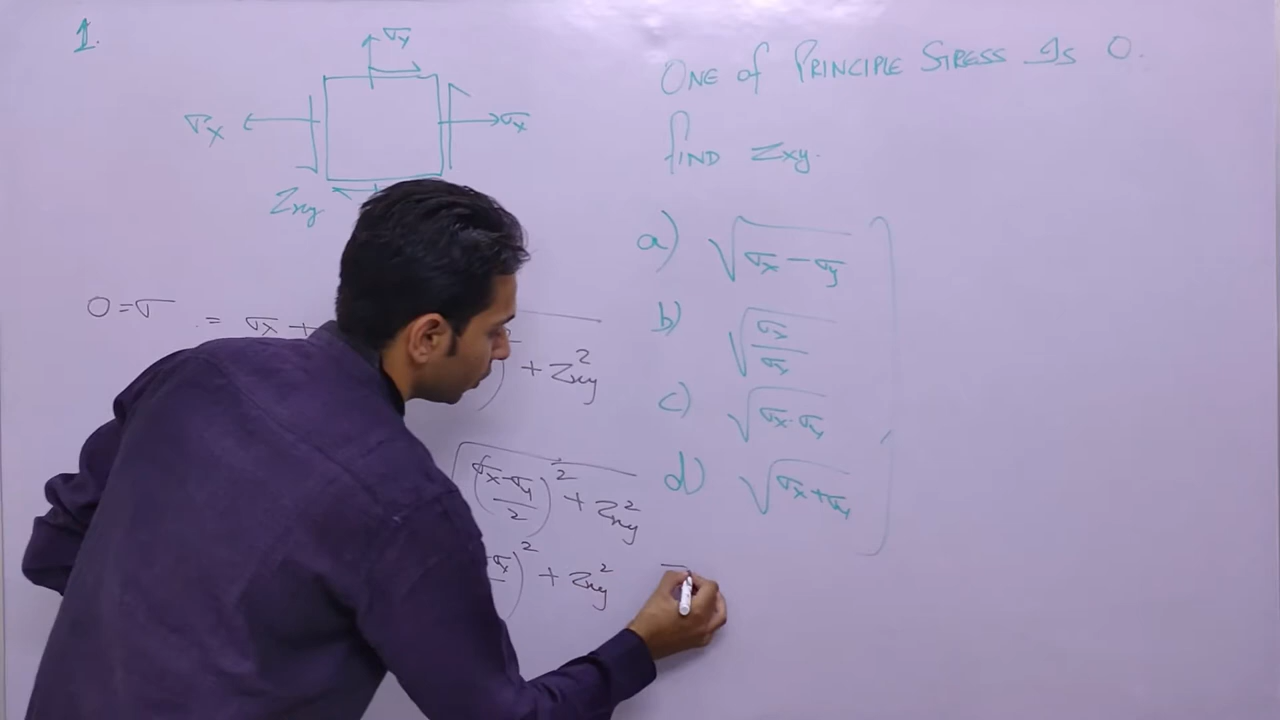 1.
σy
σx
σx
Zxy
ONE of PRINCIPLE STRESS Is 0.
fIND Zxy.
a) √(σx - σy)
b) √(σx/σy)
c) √(σx.σy)
d) √(σx+σy)
0=σ = σx +
) + Zxy²
√((σx-σy)/2)² + Zxy²
σx)² + Zxy²